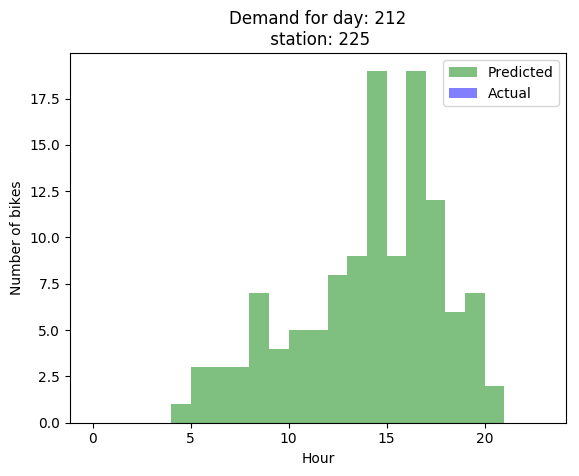 Demand for day: 212
station: 225
Predicted
Actual
Number of bikes
17.5
15.0
12.5
10.0
7.5
5.0
2.5
0.0
0
5
10
15
20
Hour